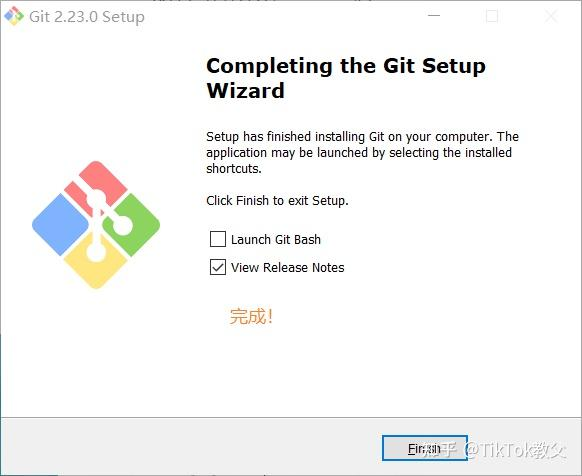 Git 2.23.0 Setup
Completing the Git Setup
Wizard
Setup has finished installing Git on your computer. The
application may be launched by selecting the installed
shortcuts.
Click Finish to exit Setup.
Launch Git Bash
View Release Notes
完成！
Finish
知乎 @TikTok教父